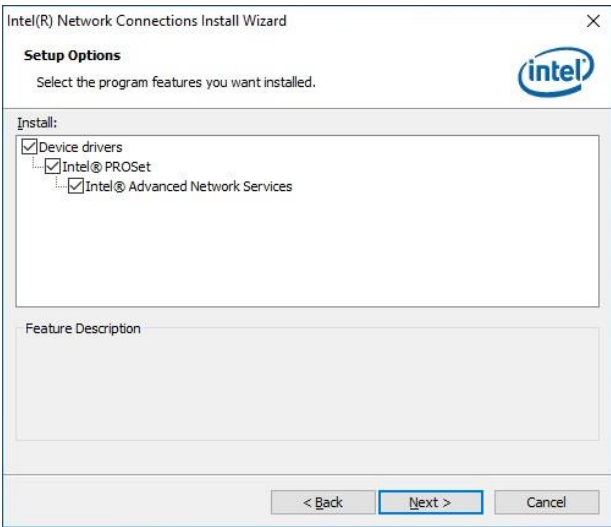 Intel(R) Network Connections Install Wizard
Setup Options
Select the program features you want installed.
intel
Install:
Device drivers
Intel® PROSet
Intel® Advanced Network Services
Feature Description
< Back
Next >
Cancel